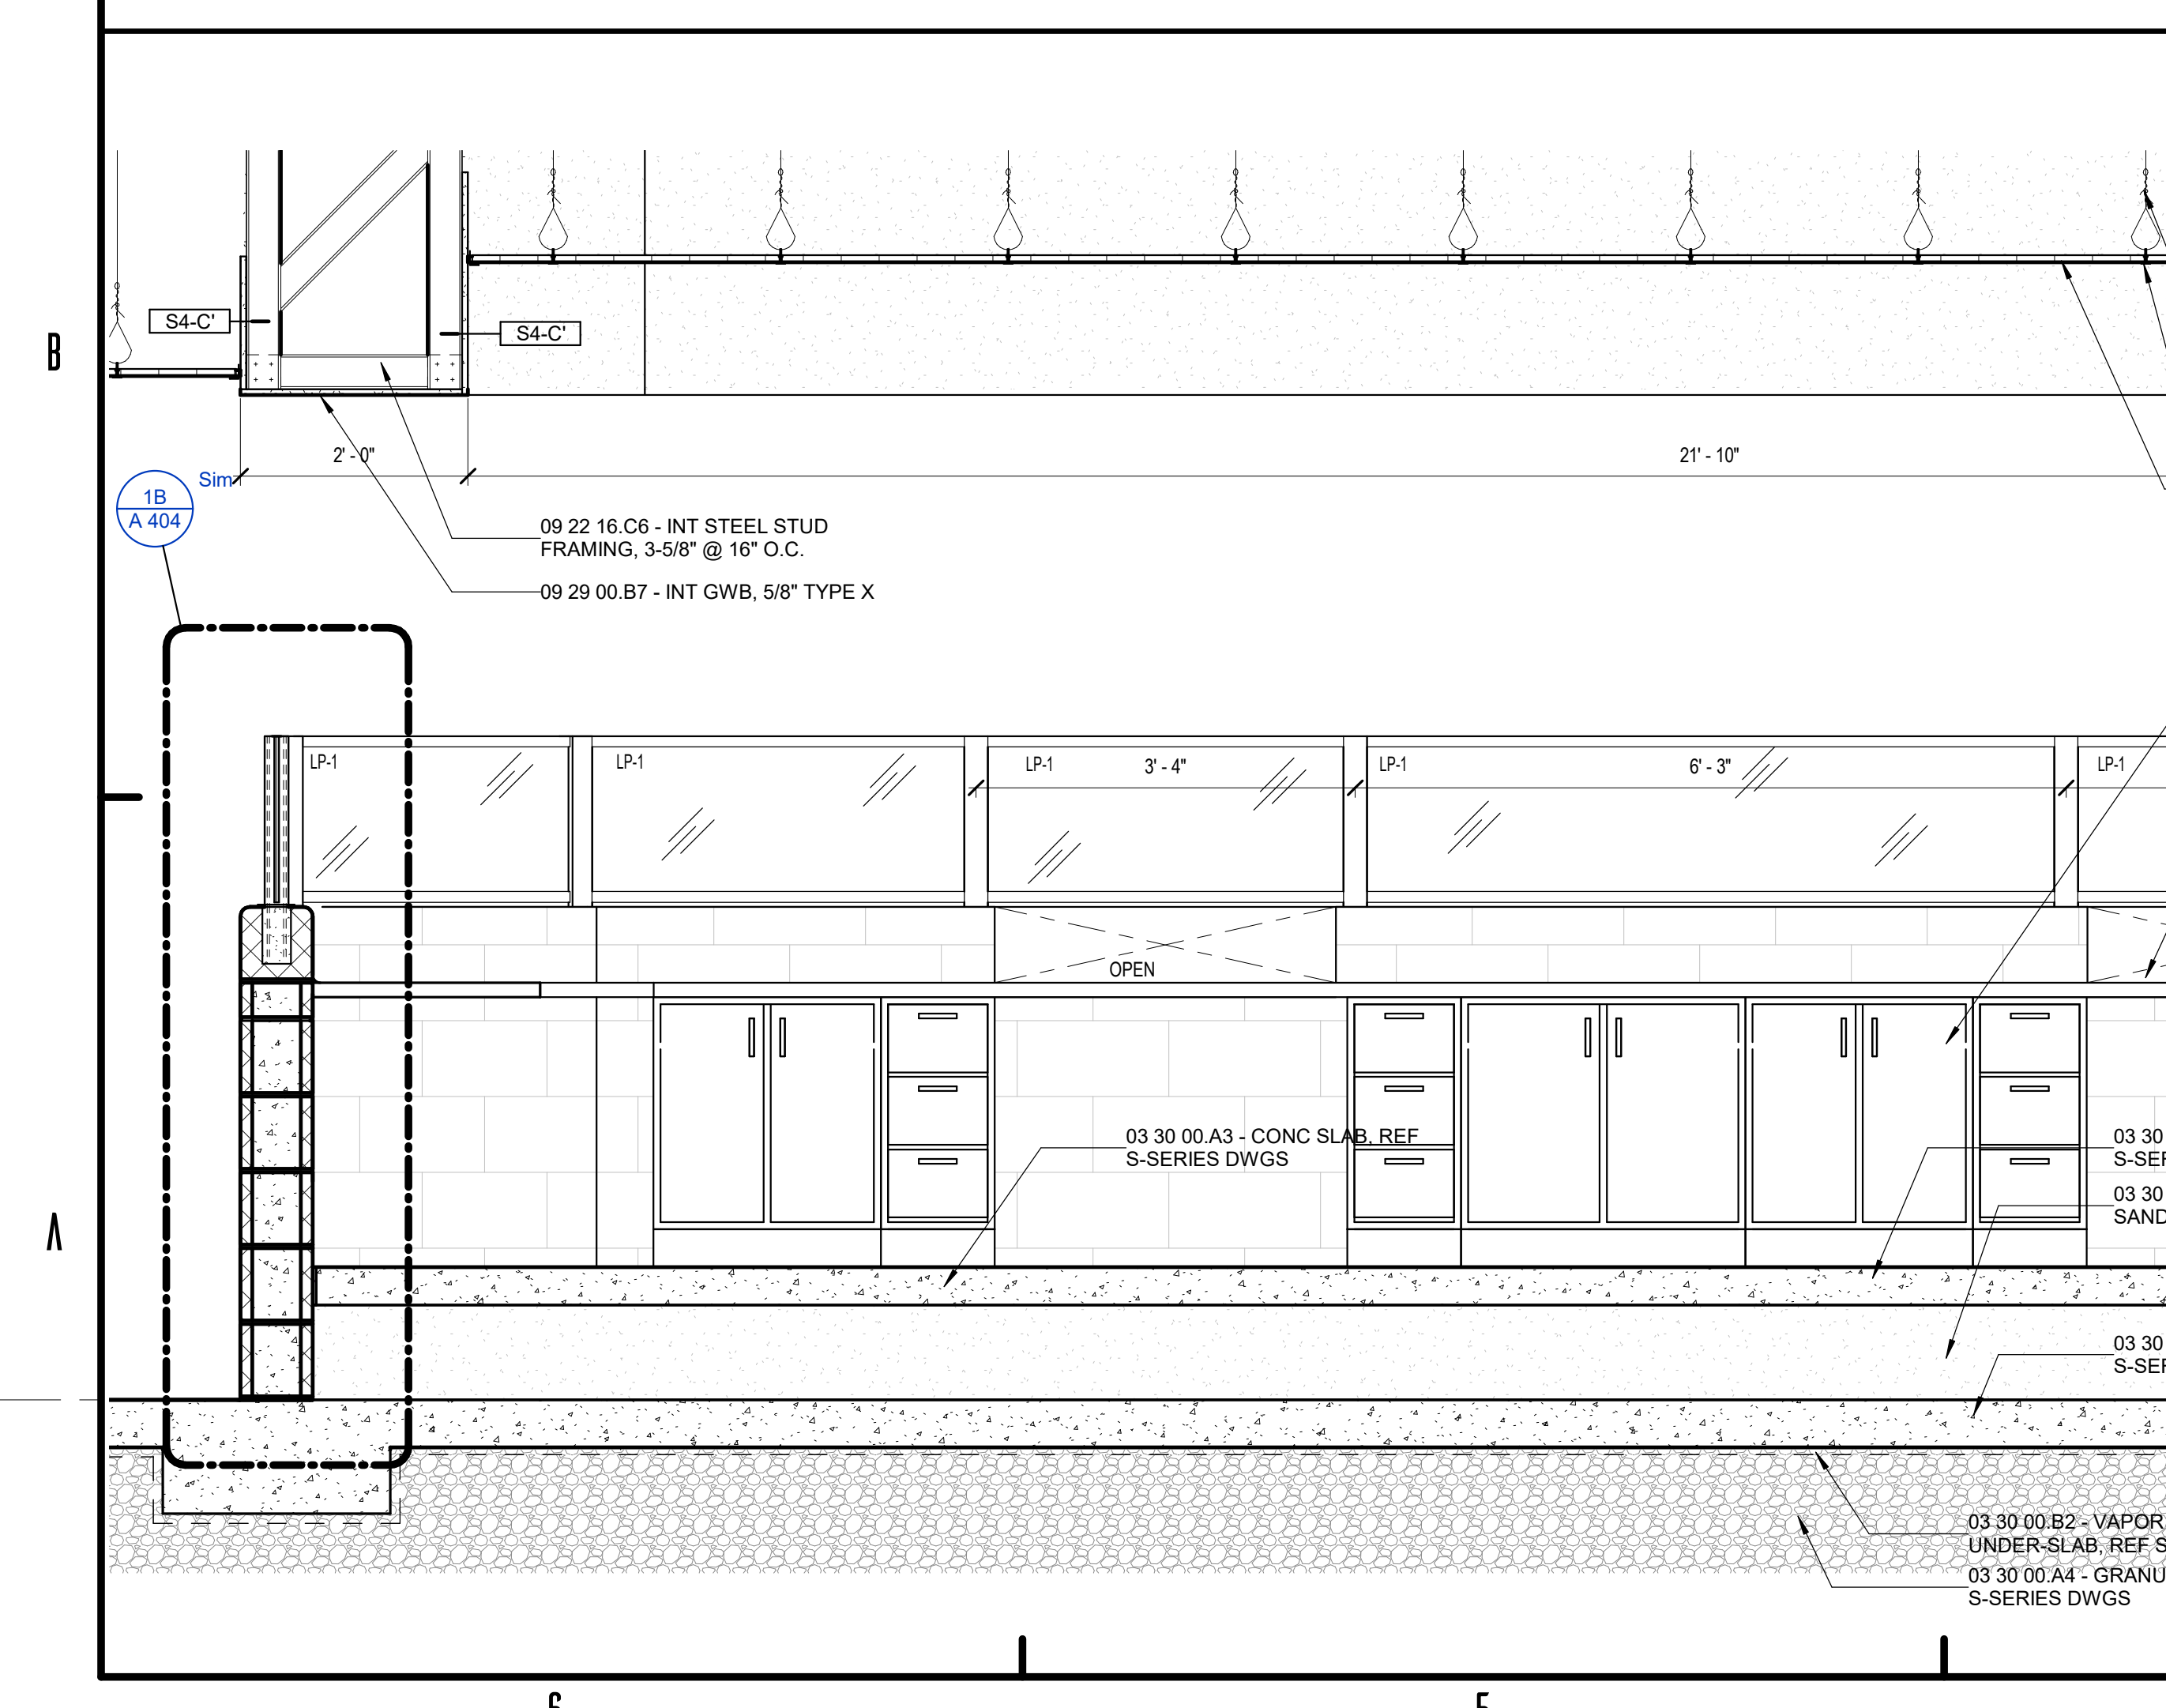 S4-C'
S4-C'
B
2' - 0"
21' - 10"
Sim
1B
A 404
09 22 16.C6 - INT STEEL STUD
FRAMING, 3-5/8" @ 16" O.C.
09 29 00.B7 - INT GWB, 5/8" TYPE X
LP-1
LP-1
LP-1
3' - 4"
LP-1
6' - 3"
LP-1
OPEN
03 30 00.A3 - CONC SLAB, REF
S-SERIES DWGS
03 30
S-SER
03 30
SAND
A
03 30
S-SER
03 30 00.B2 - VAPOR
UNDER-SLAB, REF S
03 30 00.A4 - GRANU
S-SERIES DWGS